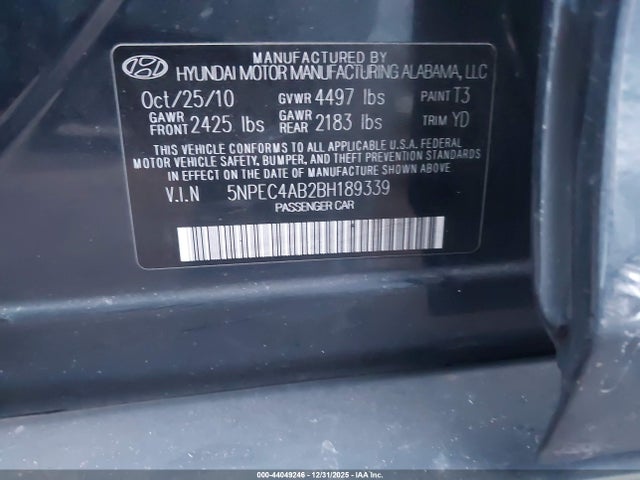 MANUFACTURED BY
HYUNDAI MOTOR MANUFACTURING ALABAMA, LLC
Oct/25/10 GVWR 4497 lbs PAINT T3
GAWR FRONT 2425 lbs GAWR REAR 2183 lbs TRIM YD
THIS VEHICLE CONFORMS TO ALL APPLICABLE FEDERAL
MOTOR VEHICLE SAFETY, BUMPER, AND THEFT PREVENTION STANDARDS
IN EFFECT ON THE DATE OF MANUFACTURE SHOWN ABOVE.
V.I.N 5NPEC4AB2BH189339
PASSENGER CAR
000-44049246 - 12/31/2025 - COPYRIGHT IAA, LLC.